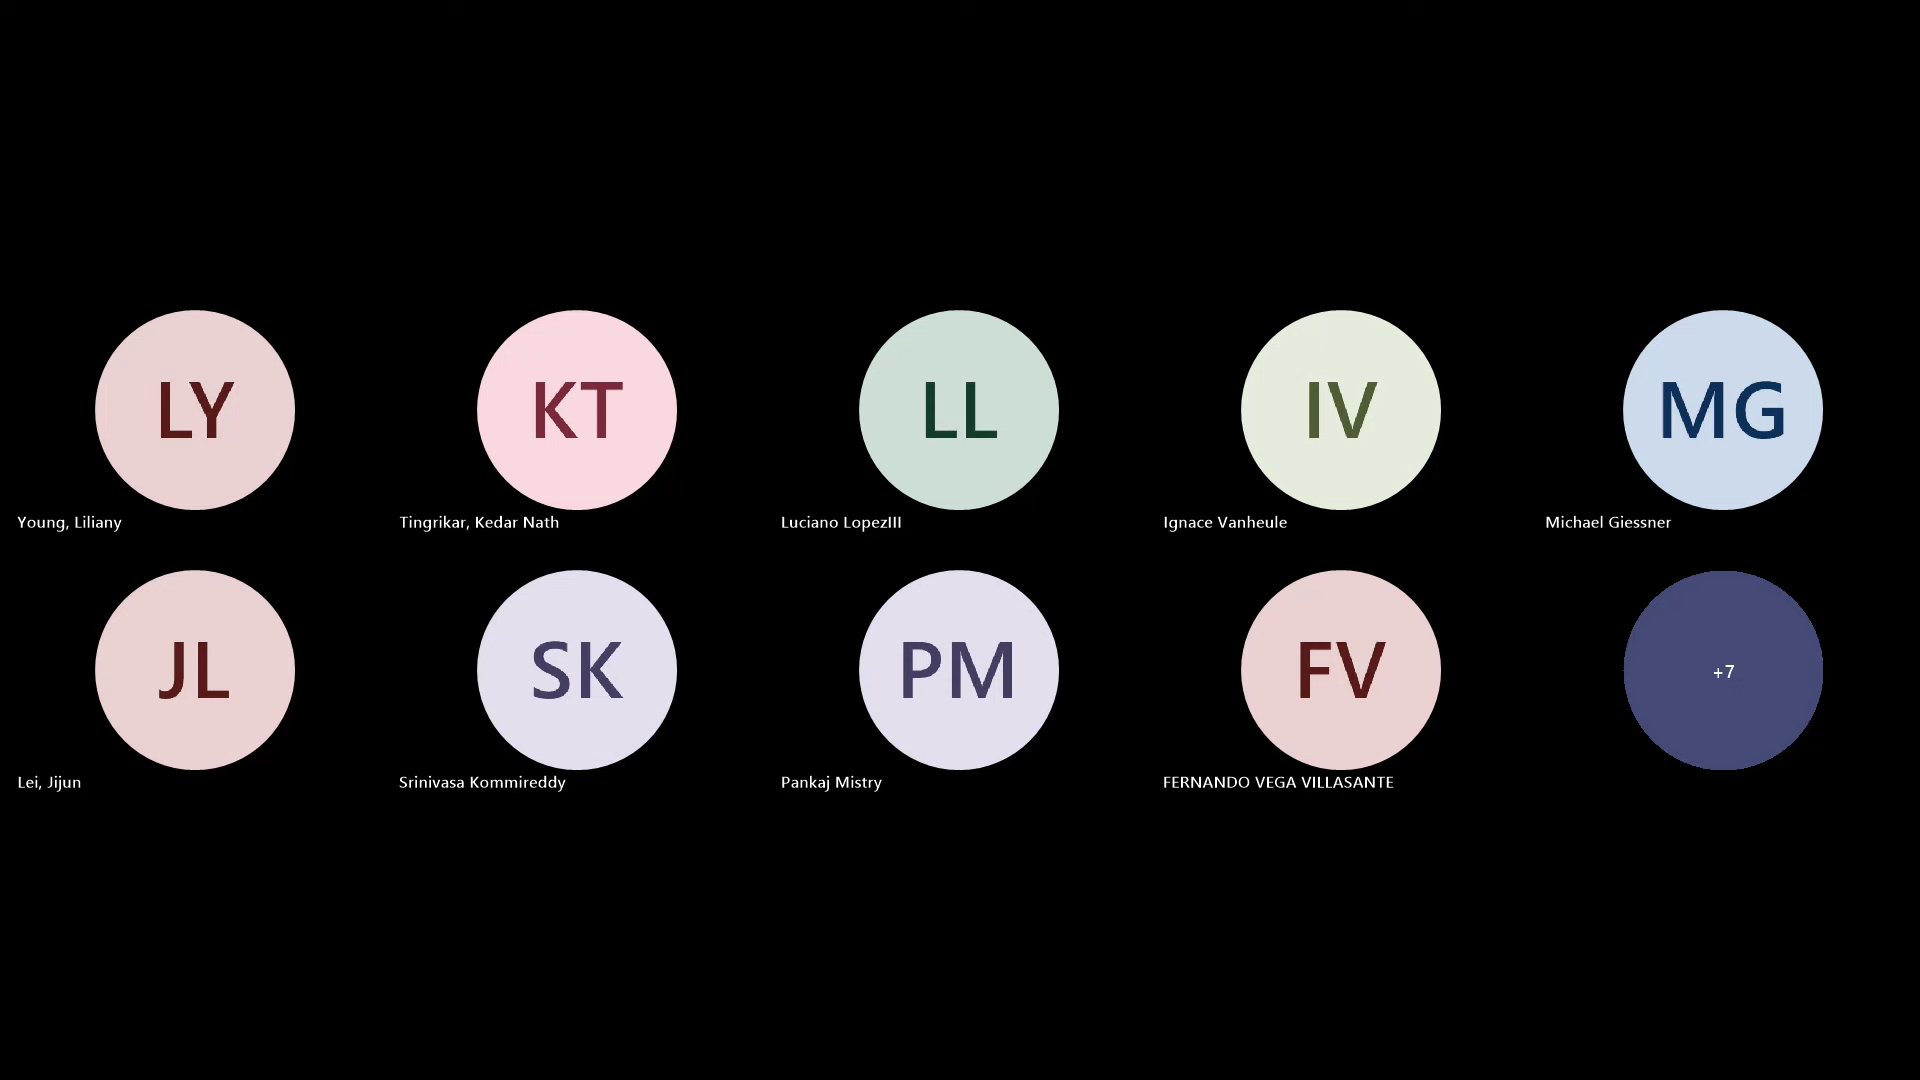 LY
KT
LL
IV
MG
Young, Liliany
Tingrikar, Kedar Nath
Luciano LopezIII
Ignace Vanheule
Michael Giessner
JL
SK
PM
FV
+7
Lei, Jijun
Srinivasa Kommireddy
Pankaj Mistry
FERNANDO VEGA VILLASANTE